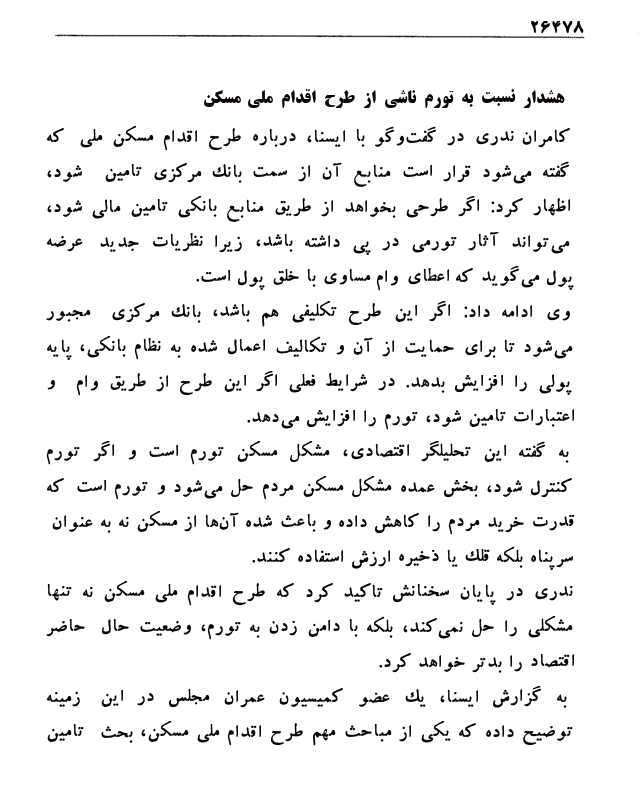 ۲۶۴۷۸
هشدار نسبت به تورم ناشی از طرح اقدام ملی مسکن
کامران ندری در گفت‌وگو با ایسنا، درباره طرح اقدام مسکن ملی که
گفته می‌شود قرار است منابع آن از سمت بانك مرکزی تامین شود،
اظهار کرد: اگر طرحی بخواهد از طریق منابع بانکی تامین مالی شود،
می‌تواند آثار تورمی در پی داشته باشد، زیرا نظریات جدید عرضه
پول می‌گوید که اعطای وام مساوی با خلق پول است.
وی ادامه داد: اگر این طرح تکلیفی هم باشد، بانك مرکزی مجبور
می‌شود تا برای حمایت از آن و تکالیف اعمال شده به نظام بانکی، پایه
پولی را افزایش بدهد. در شرایط فعلی اگر این طرح از طریق وام و
اعتبارات تامین شود، تورم را افزایش می‌دهد.
به گفته این تحلیلگر اقتصادی، مشکل مسکن تورم است و اگر تورم
کنترل شود، بخش عمده مشکل مسکن مردم حل می‌شود و تورم است که
قدرت خرید مردم را کاهش داده و باعث شده آن‌ها از مسکن نه به عنوان
سرپناه بلکه قلك یا ذخیره ارزش استفاده کنند.
ندری در پایان سخنانش تاکید کرد که طرح اقدام ملی مسکن نه تنها
مشکلی را حل نمی‌کند، بلکه با دامن زدن به تورم، وضعیت حال حاضر
اقتصاد را بدتر خواهد کرد.
به گزارش ایسنا، یك عضو کمیسیون عمران مجلس در این زمینه
توضیح داده که یکی از مباحث مهم طرح اقدام ملی مسکن، بحث تامین